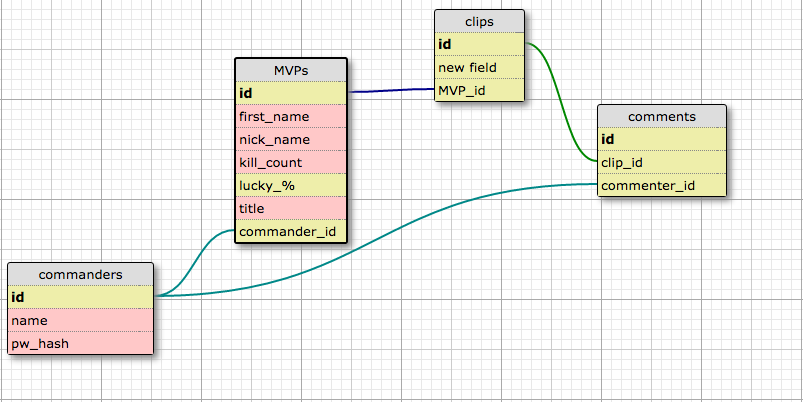 clips
id
new field
MVP_id
MVPs
id
first_name
nick_name
kill_count
lucky_%
title
commander_id
comments
id
clip_id
commenter_id
commanders
id
name
pw_hash